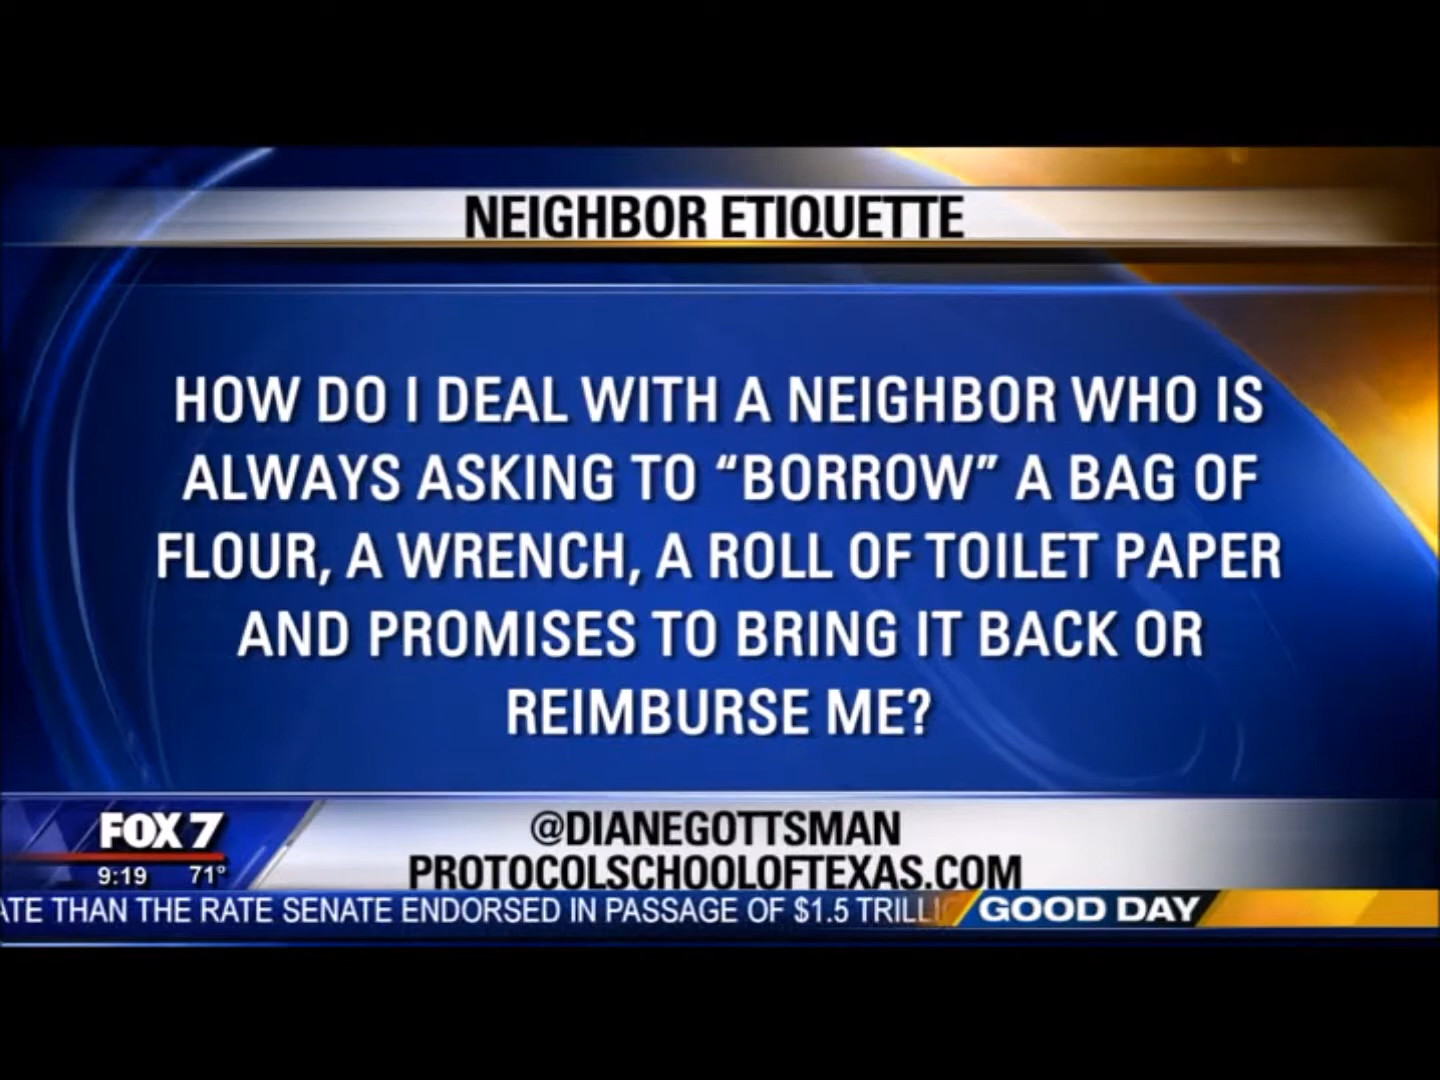 NEIGHBOR ETIQUETTE
HOW DO I DEAL WITH A NEIGHBOR WHO IS
ALWAYS ASKING TO “BORROW” A BAG OF
FLOUR, A WRENCH, A ROLL OF TOILET PAPER
AND PROMISES TO BRING IT BACK OR
REIMBURSE ME?
FOX 7
9:19 71°
@DIANEGOTTSMAN
PROTOCOLSCHOOLOFTEXAS.COM
THAN THE RATE SENATE ENDORSED IN PASSAGE OF $1.5
GOOD DAY